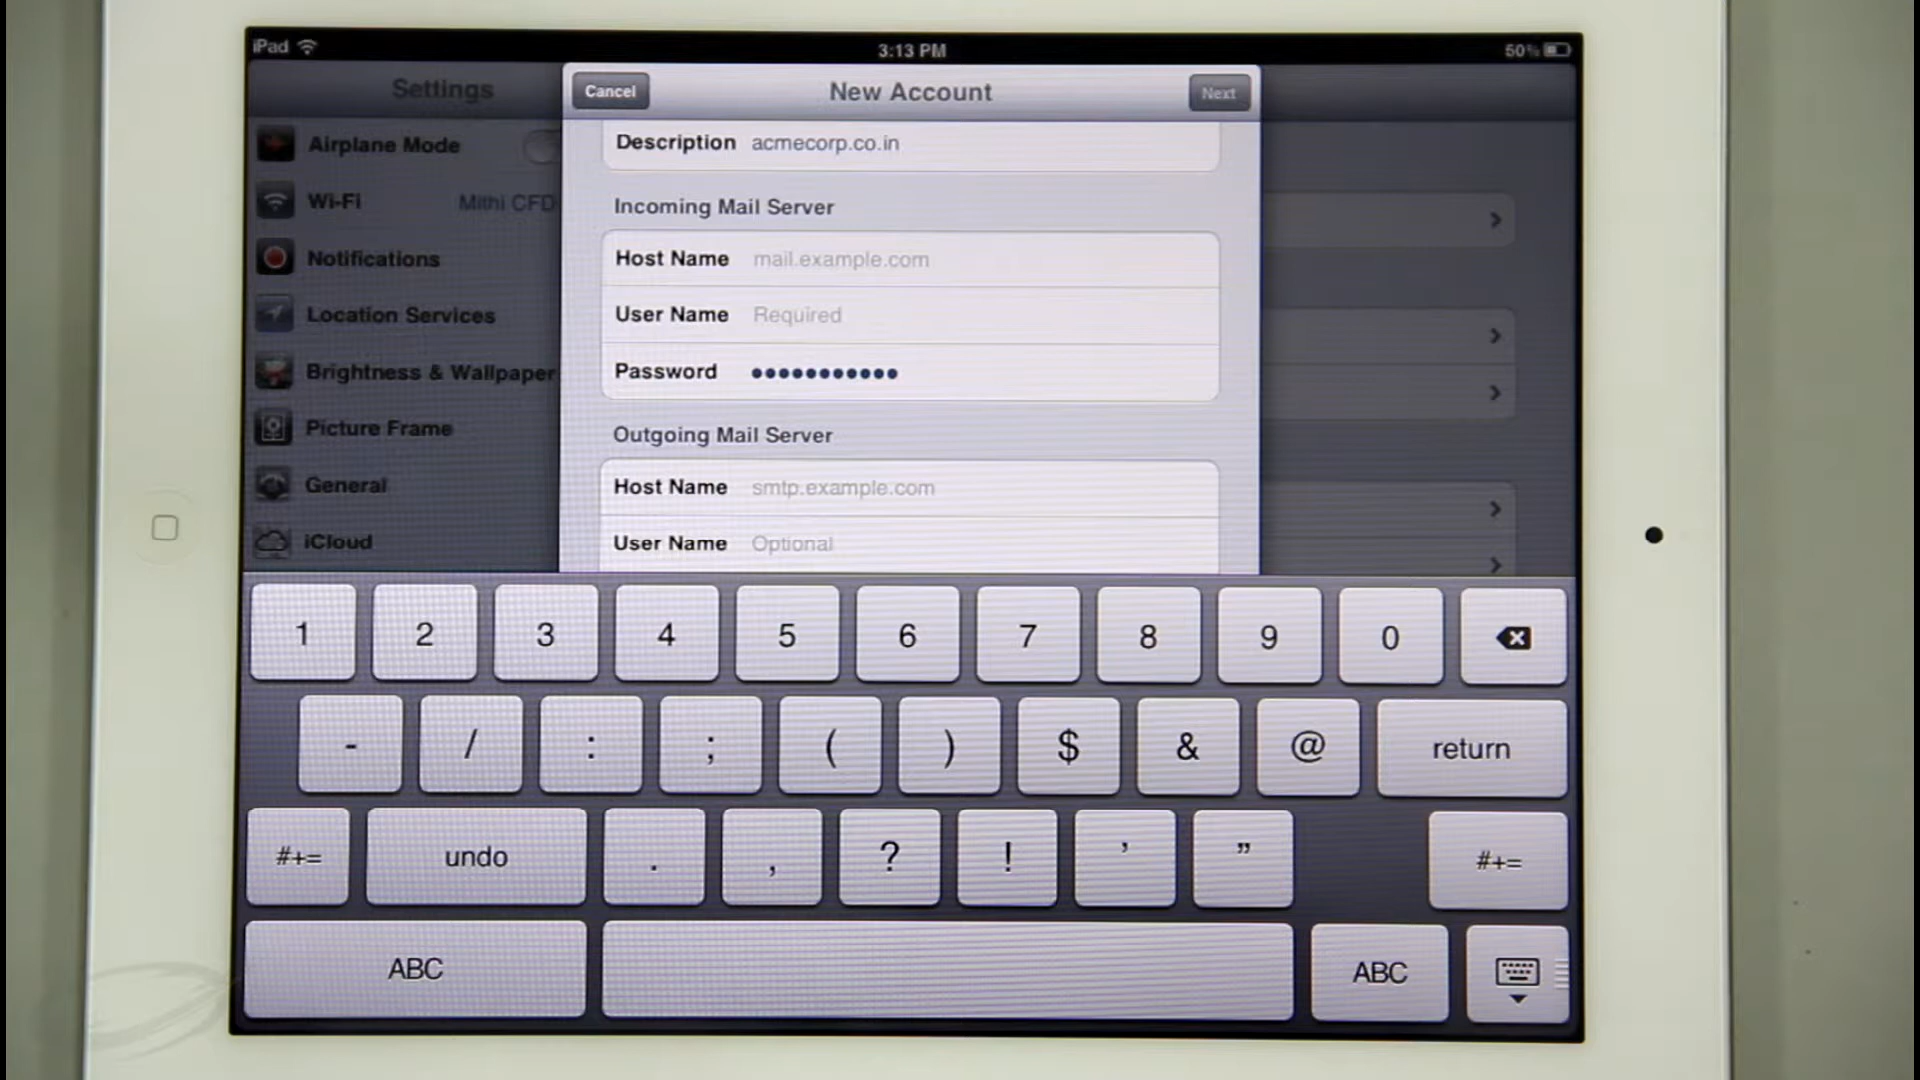 iPad 3:13 PM 50%
Settings
Cancel New Account Next
Airplane Mode
Wi-Fi Mithi CFD
Notifications
Location Services
Brightness & Wallpaper
Picture Frame
General
iCloud
Description acmecorp.co.in
Incoming Mail Server
Host Name mail.example.com
User Name Required
Password •••••••••••
Outgoing Mail Server
Host Name smtp.example.com
User Name Optional
1 2 3 4 5 6 7 8 9 0
- / : ; ( ) $ & @ return
#+= undo . , ? ! ’ ” #+=
ABC ABC